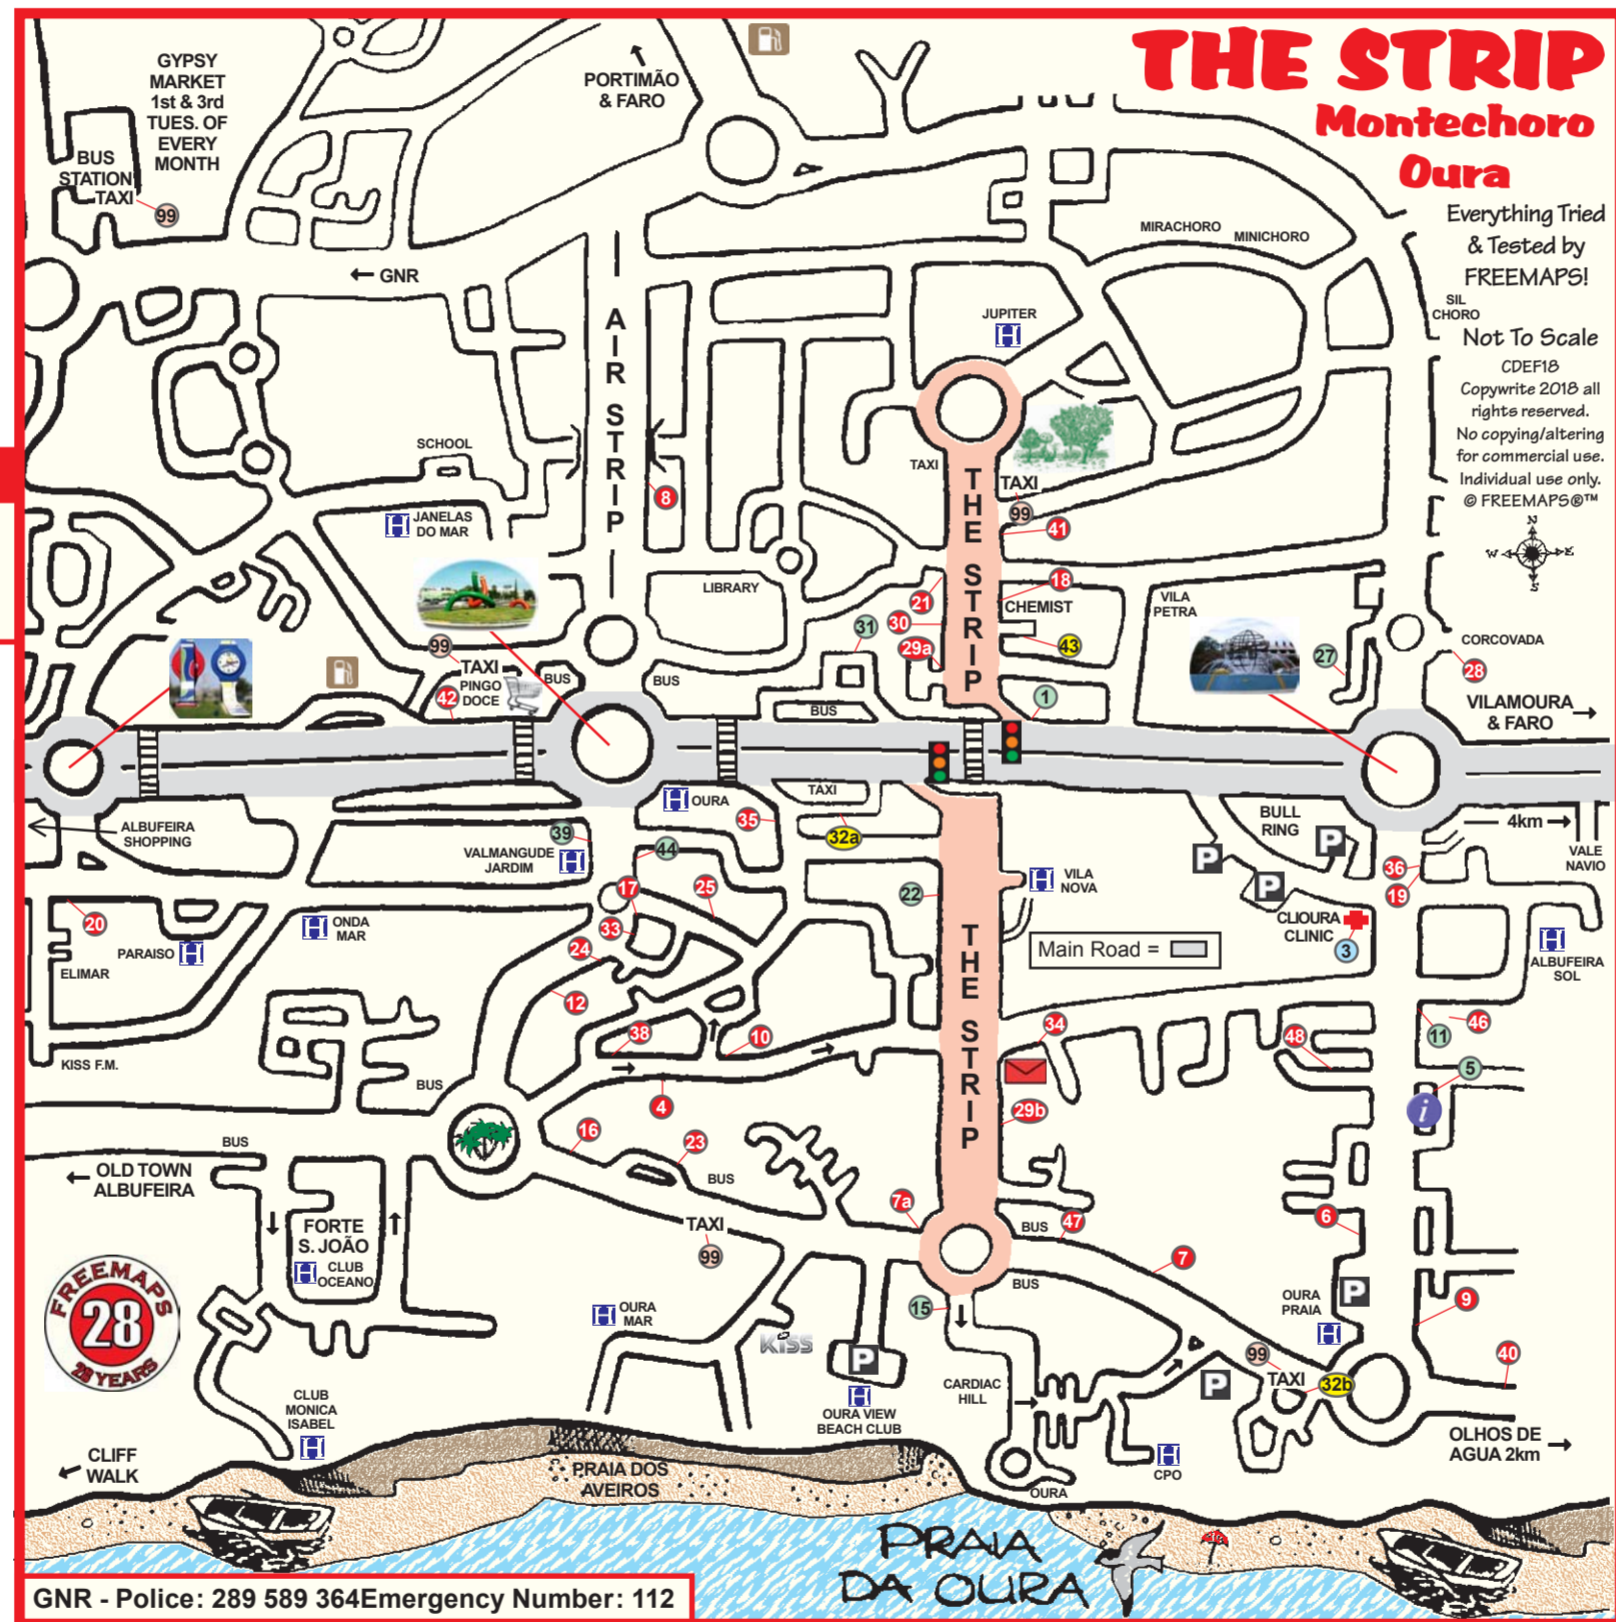 THE STRIP
Montechoro
Oura
Everything Tried
& Tested by
FREEMAPS!
Not To Scale
CDEF18
Copywrite 2018 all
rights reserved.
No copying/altering
for commercial use.
Individual use only.
© FREEMAPS®™
N
W
E
S
GYPSY
MARKET
1st & 3rd
TUES. OF
EVERY
MONTH
BUS
STATION
TAXI
99
PORTIMÃO
& FARO
GNR
MIRACHORO
MINICHORO
SIL
CHORO
JUPITER
H
AIR STRIP
SCHOOL
8
H
JANELAS
DO MAR
TAXI
THE STRIP
TAXI
99
41
LIBRARY
21
18
CHEMIST
30
31
29a
43
VILA
PETRA
27
CORCOVADA
28
VILAMOURA
& FARO
99
TAXI
PINGO
DOCE
42
BUS
BUS
BUS
1
ALBUFEIRA
SHOPPING
H
OURA
TAXI
35
32a
39
VALMANGUDE
JARDIM
H
44
BULL
RING
P
P
P
4km
VALE
NAVIO
36
19
17
25
22
H
VILA
NOVA
20
H
ONDA
MAR
33
24
PARAISO
H
ELIMAR
12
THE STRIP
Main Road =
CLIOURA
CLINIC
3
H
ALBUFEIRA
SOL
38
10
34
48
11
46
KISS F.M.
BUS
4
29b
5
i
16
23
BUS
BUS
OLD TOWN
ALBUFEIRA
FORTE
S. JOÃO
H
CLUB
OCEANO
TAXI
99
7a
BUS
47
7
6
BUS
15
OURA
PRAIA
P
H
9
FREEMAPS
28
28 YEARS
H
OURA
MAR
Kiss
P
H
OURA VIEW
BEACH CLUB
CARDIAC
HILL
99
TAXI
P
32b
40
CLUB
MONICA
ISABEL
H
CLIFF
WALK
PRAIA DOS
AVEIROS
OURA
H
CPO
OLHOS DE
AGUA 2km
PRAIA
DA OURA
GNR - Police: 289 589 364Emergency Number: 112